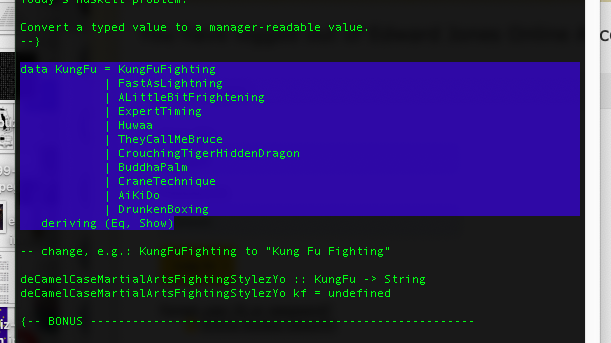 Today's Haskell problem:
Convert a typed value to a manager-readable value.
--}
data KungFu = KungFuFighting
| FastAsLightning
| ALittleBitFrightening
| ExpertTiming
| Huwaa
| TheyCallMeBruce
| CrouchingTigerHiddenDragon
| BuddhaPalm
| CraneTechnique
| AiKiDo
| DrunkenBoxing
deriving (Eq, Show)
-- change, e.g.: KungFuFighting to "Kung Fu Fighting"
deCamelCaseMartialArtsFightingStylezYo :: KungFu -> String
deCamelCaseMartialArtsFightingStylezYo kf = undefined
{-- BONUS -------------------------------------------------------